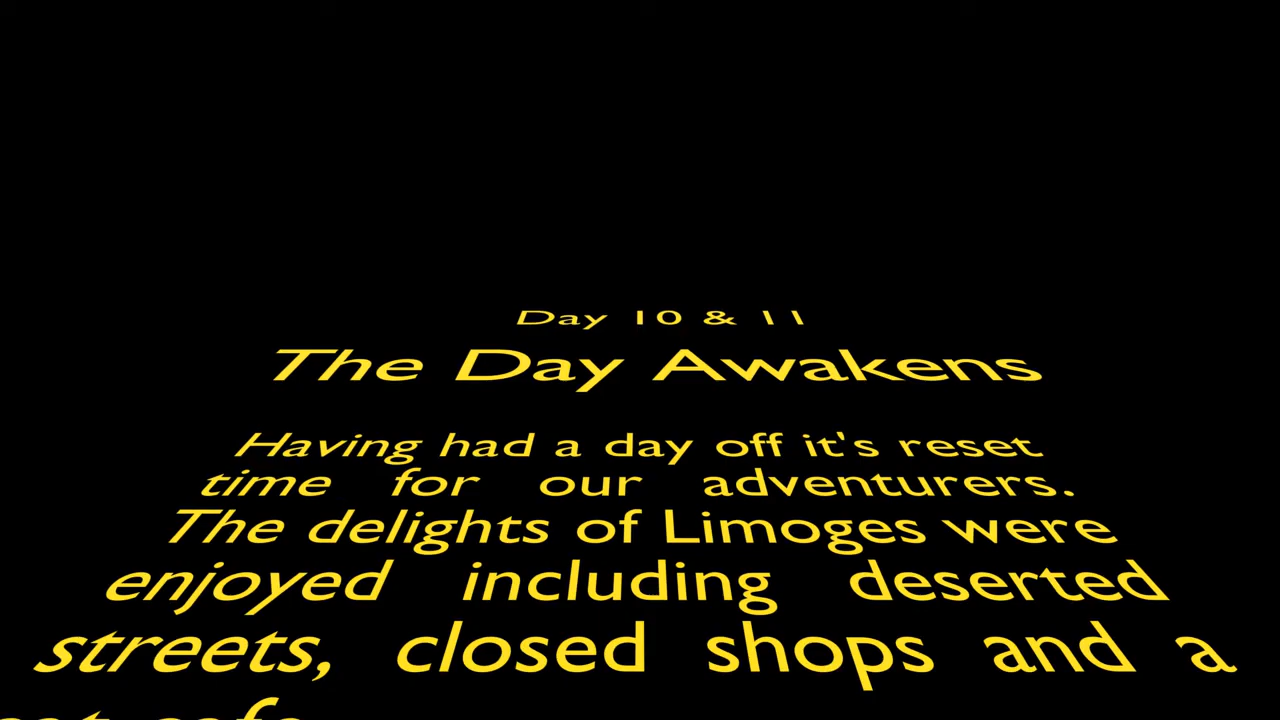 Day 10 & 11
The Day Awakens
Having had a day off it's reset
time for our adventurers.
The delights of Limoges were
enjoyed including deserted
streets, closed shops and a